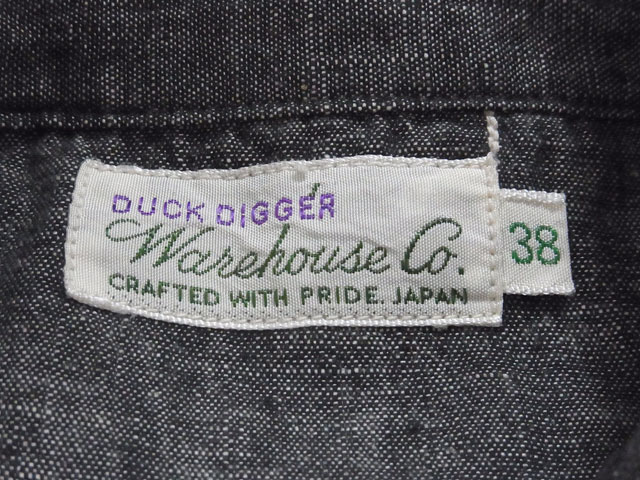 DUCK DIGGER
Warehouse Co.
CRAFTED WITH PRIDE. JAPAN
38